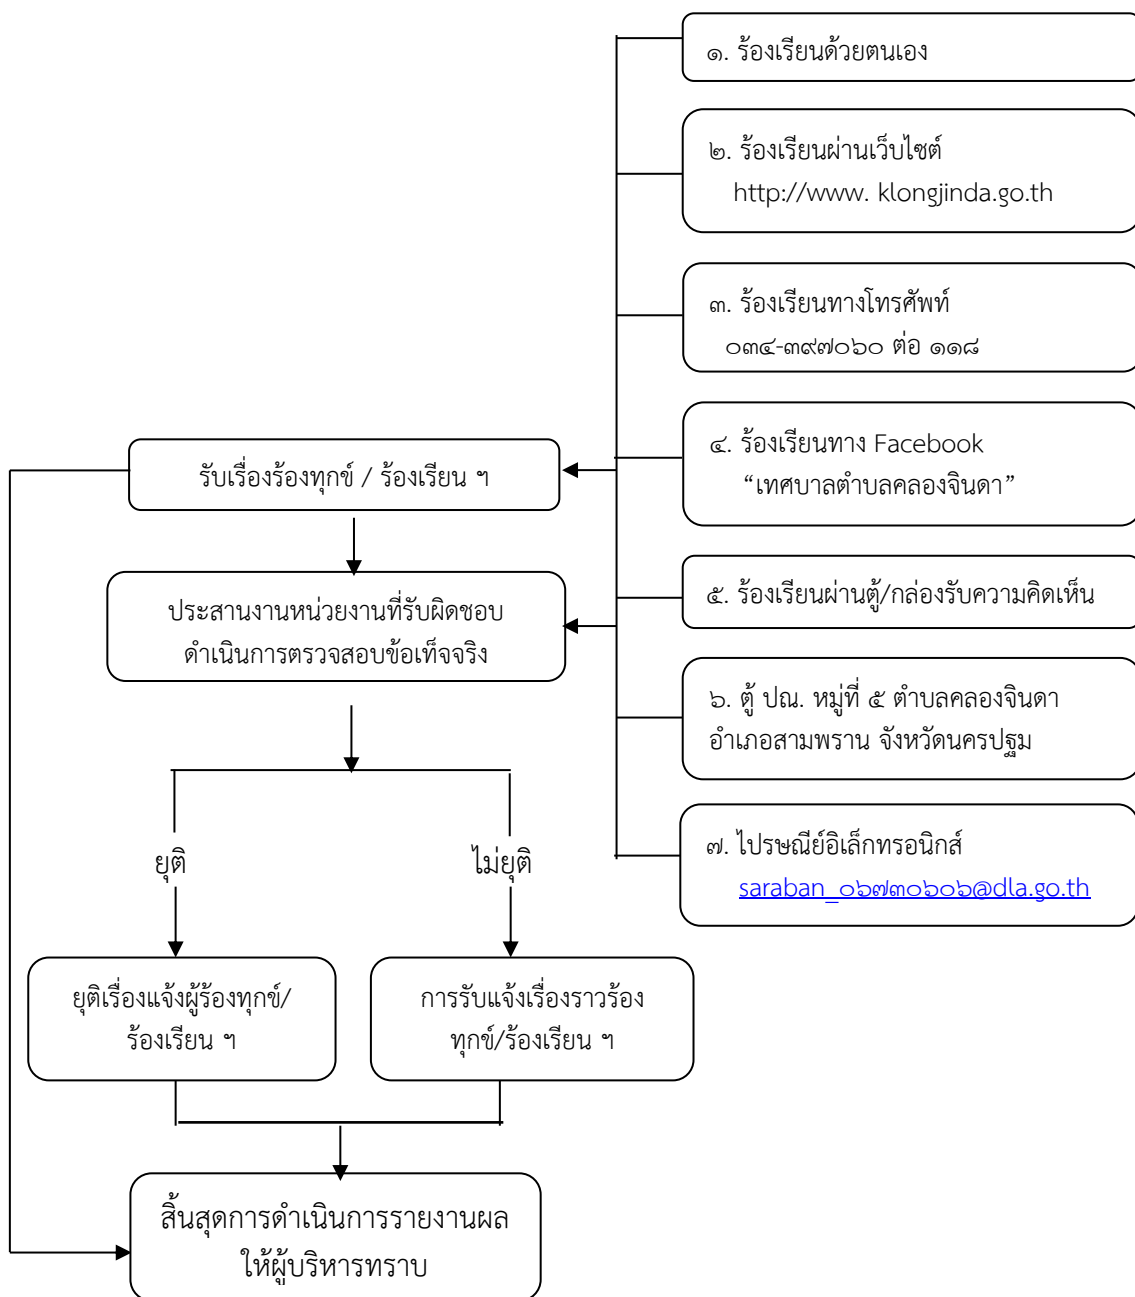 ๑. ร้องเรียนด้วยตนเอง
๒. ร้องเรียนผ่านเว็บไซต์
http://www. klongjinda.go.th
๓. ร้องเรียนทางโทรศัพท์
๐๓๔-๓๙๗๐๖๐ ต่อ ๑๑๘
๔. ร้องเรียนทาง Facebook
“เทศบาลตำบลคลองจินดา”
๕. ร้องเรียนผ่านตู้/กล่องรับความคิดเห็น
๖. ตู้ ปณ. หมู่ที่ ๕ ตำบลคลองจินดา
อำเภอสามพราน จังหวัดนครปฐม
๗. ไปรษณีย์อิเล็กทรอนิกส์
saraban_๐๖๗๓๐๖๐๖@dla.go.th
รับเรื่องร้องทุกข์ / ร้องเรียน ฯ
ประสานงานหน่วยงานที่รับผิดชอบ
ดำเนินการตรวจสอบข้อเท็จจริง
ยุติ
ไม่ยุติ
ยุติเรื่องแจ้งผู้ร้องทุกข์/
ร้องเรียน ฯ
การรับแจ้งเรื่องราวร้อง
ทุกข์/ร้องเรียน ฯ
สิ้นสุดการดำเนินการรายงานผล
ให้ผู้บริหารทราบ